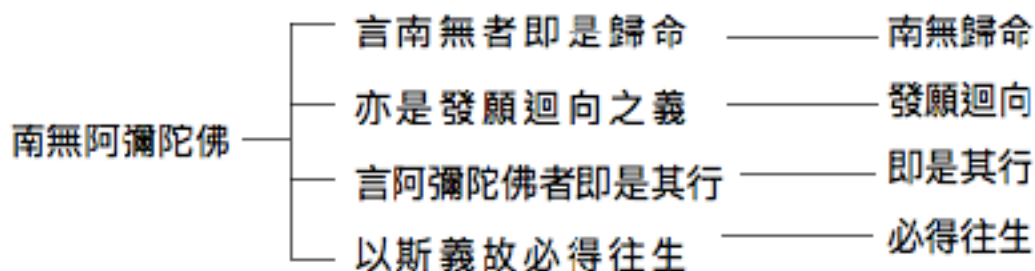 南無阿彌陀佛
言南無者即是歸命
南無歸命
亦是發願迴向之義
發願迴向
言阿彌陀佛者即是其行
即是其行
以斯義故必得往生
必得往生